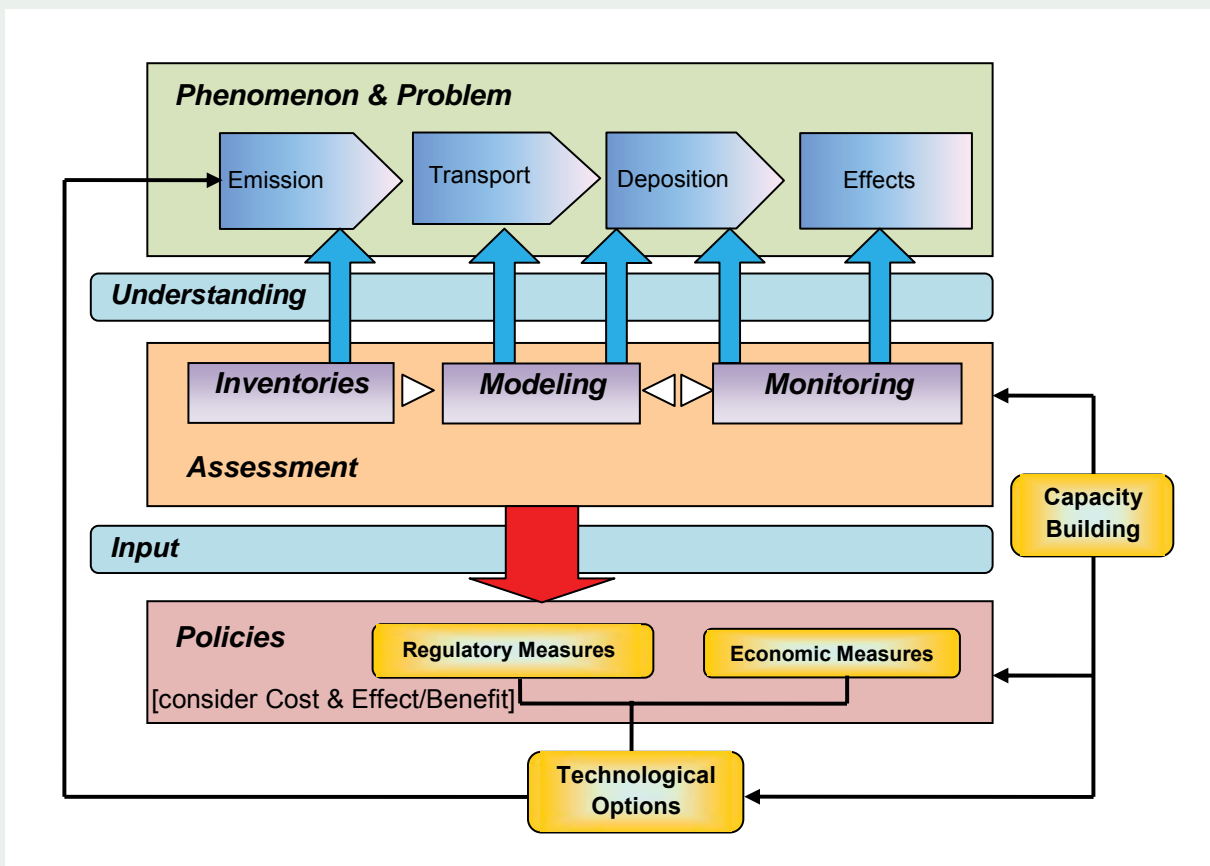 Phenomenon & Problem
Emission
Transport
Deposition
Effects
Understanding
Inventories
Modeling
Monitoring
Assessment
Capacity
Building
Input
Policies
Regulatory Measures
Economic Measures
[consider Cost & Effect/Benefit]
Technological
Options